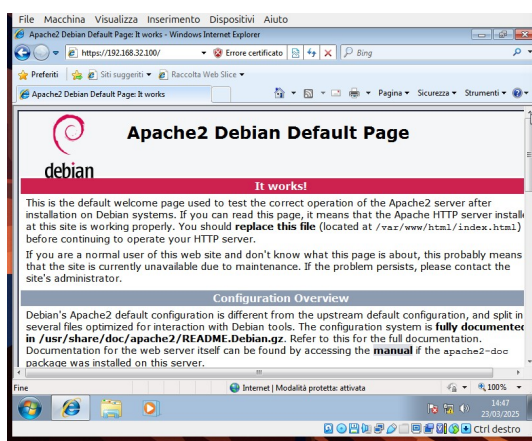 File Macchina Visualizza Inserimento Dispositivi Aiuto
Apache2 Debian Default Page: It works - Windows Internet Explorer
https://192.168.32.100/ Errore certificato Bing
Preferiti Siti suggeriti Raccolta Web Slice
Apache2 Debian Default Page: It works Pagina Sicurezza Strumenti
Apache2 Debian Default Page
debian
It works!
This is the default welcome page used to test the correct operation of the Apache2 server after
installation on Debian systems. If you can read this page, it means that the Apache HTTP server installe
at this site is working properly. You should replace this file (located at /var/www/html/index.html)
before continuing to operate your HTTP server.
If you are a normal user of this web site and don't know what this page is about, this probably means
that the site is currently unavailable due to maintenance. If the problem persists, please contact the
site's administrator.
Configuration Overview
Debian's Apache2 default configuration is different from the upstream default configuration, and split in
several files optimized for interaction with Debian tools. The configuration system is fully documented
in /usr/share/doc/apache2/README.Debian.gz. Refer to this for the full documentation.
Documentation for the web server itself can be found by accessing the manual if the apache2-doc
package was installed on this server.
Fine Internet | Modalità protetta: attivata 100%
14:47
23/03/2025
Ctrl destro